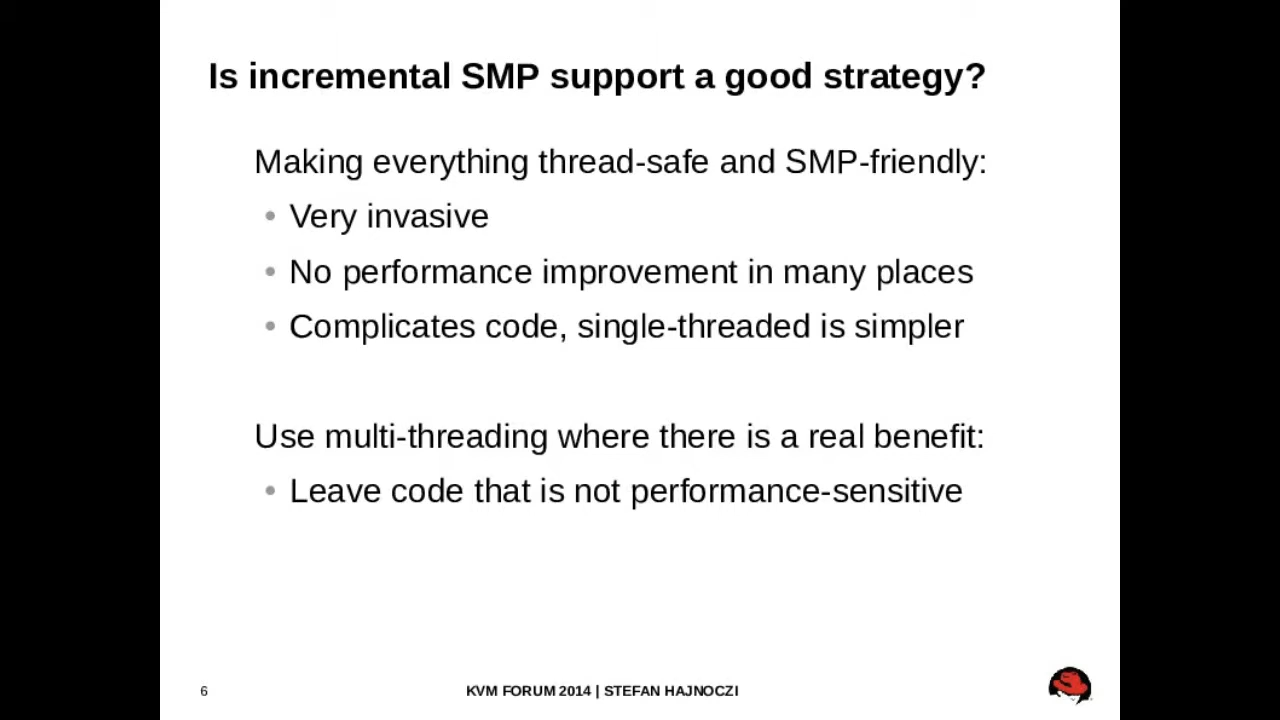 Is incremental SMP support a good strategy?
Making everything thread-safe and SMP-friendly:
• Very invasive
• No performance improvement in many places
• Complicates code, single-threaded is simpler
Use multi-threading where there is a real benefit:
• Leave code that is not performance-sensitive
6
KVM FORUM 2014 | STEFAN HAJNOCZI